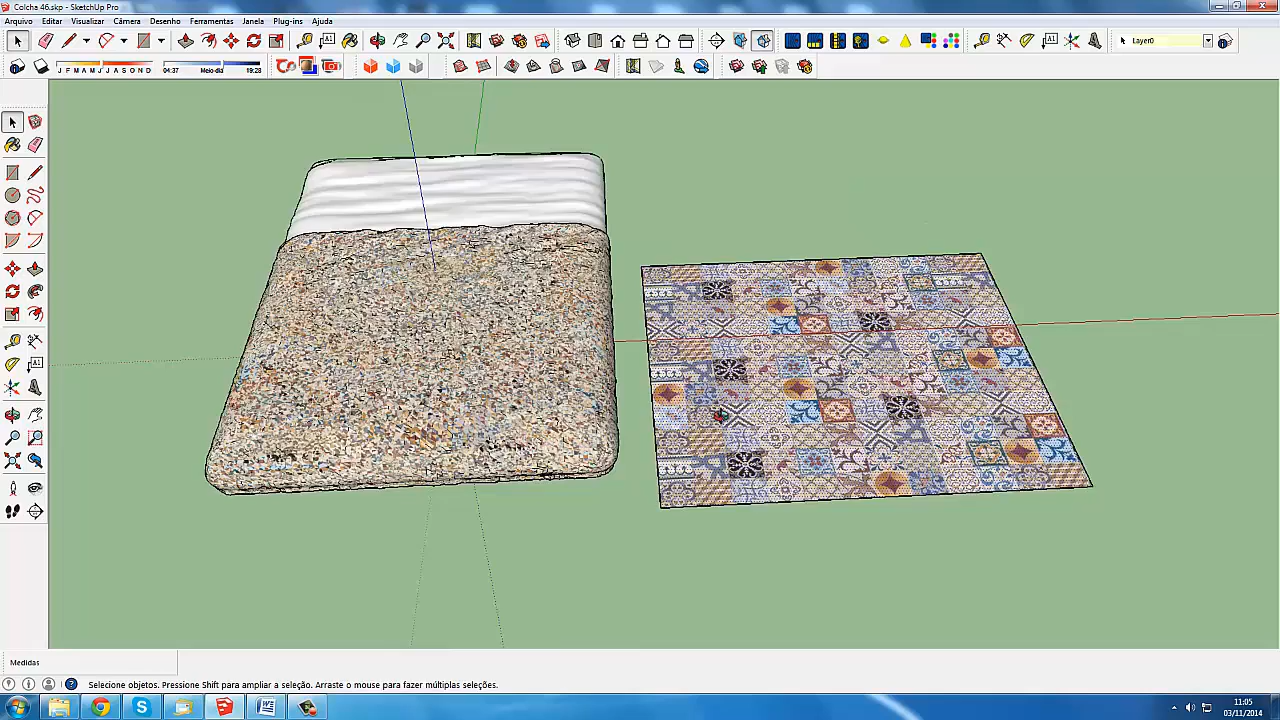 Colcha 46.skp - SketchUp Pro
Arquivo Editar Visualizar Câmera Desenho Ferramentas Janela Plug-ins Ajuda
Layer0
J F M A M J J A S O N D 04:37 Meio-dia 19:28
Medidas
Selecione objetos. Pressione Shift para ampliar a seleção. Arraste o mouse para fazer múltiplas seleções.
11:05
03/11/2014